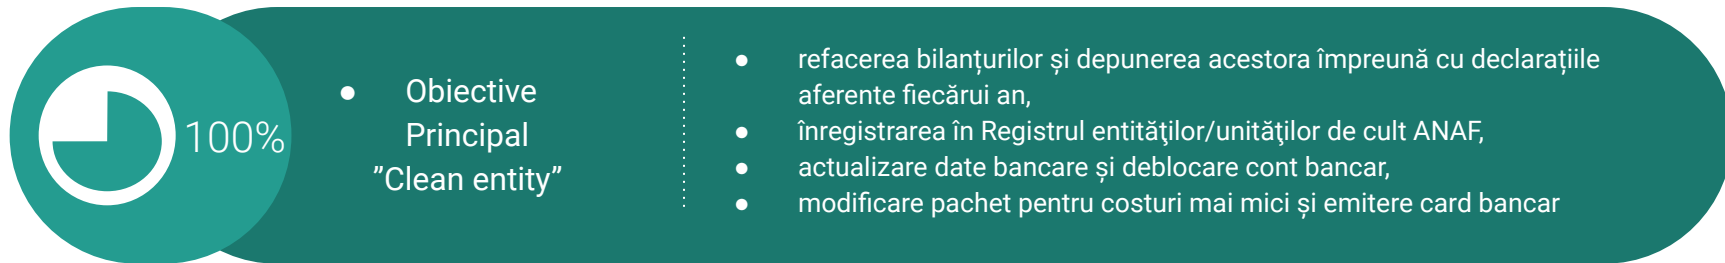 100%
● Obiective
Principal
”Clean entity”
● refacerea bilanțurilor și depunerea acestora împreună cu declarațiile
aferente fiecărui an,
● înregistrarea în Registrul entităţilor/unităţilor de cult ANAF,
● actualizare date bancare și deblocare cont bancar,
● modificare pachet pentru costuri mai mici și emitere card bancar